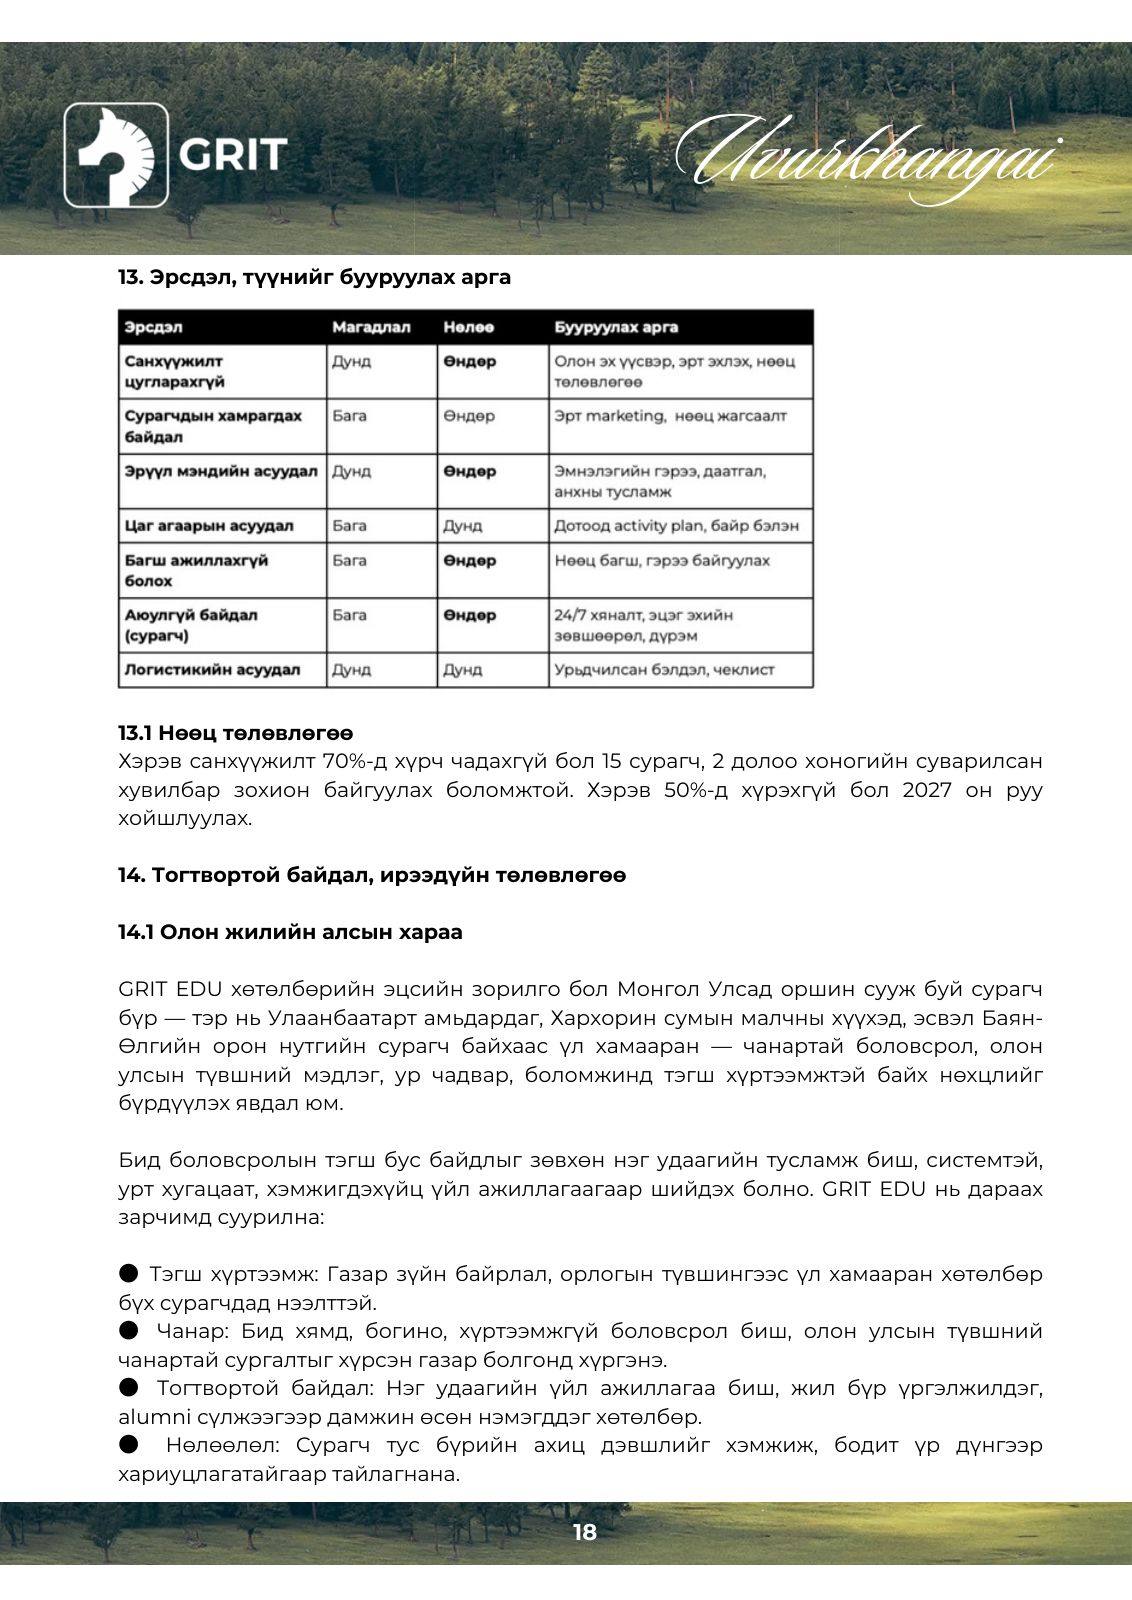 GRIT
Uvurkhangai
13. Эрсдэл, түүнийг бууруулах арга
Эрсдэл Магадлал Нөлөө Бууруулах арга
Санхүүжилт цугларахгүй Дунд Өндөр Олон эх үүсвэр, эрт эхлэх, нөөц төлөвлөгөө
Сурагчдын хамрагдах байдал Бага Өндөр Эрт marketing, нөөц жагсаалт
Эрүүл мэндийн асуудал Дунд Өндөр Эмнэлэгийн гэрээ, даатгал, анхны тусламж
Цаг агаарын асуудал Бага Дунд Дотоод activity plan, байр бэлэн
Багш ажиллахгүй болох Бага Өндөр Нөөц багш, гэрээ байгуулах
Аюулгүй байдал (сурагч) Бага Өндөр 24/7 хяналт, эцэг эхийн зөвшөөрөл, дүрэм
Логистикийн асуудал Дунд Дунд Урьдчилсан бэлдэл, чеклист
13.1 Нөөц төлөвлөгөө
Хэрэв санхүүжилт 70%-д хүрч чадахгүй бол 15 сурагч, 2 долоо хоногийн суварилсан
хувилбар зохион байгуулах боломжтой. Хэрэв 50%-д хүрэхгүй бол 2027 он руу
хойшлуулах.
14. Тогтвортой байдал, ирээдүйн төлөвлөгөө
14.1 Олон жилийн алсын хараа
GRIT EDU хөтөлбөрийн эцсийн зорилго бол Монгол Улсад оршин сууж буй сурагч
бүр — тэр нь Улаанбаатарт амьдардаг, Хархорин сумын малчны хүүхэд, эсвэл Баян-
Өлгийн орон нутгийн сурагч байхаас үл хамааран — чанартай боловсрол, олон
улсын түвшний мэдлэг, ур чадвар, боломжинд тэгш хүртээмжтэй байх нөхцлийг
бүрдүүлэх явдал юм.
Бид боловсролын тэгш бус байдлыг зөвхөн нэг удаагийн тусламж биш, системтэй,
урт хугацаат, хэмжигдэхүйц үйл ажиллагаагаар шийдэх болно. GRIT EDU нь дараах
зарчимд суурилна:
● Тэгш хүртээмж: Газар зүйн байрлал, орлогын түвшингээс үл хамааран хөтөлбөр
бүх сурагчдад нээлттэй.
● Чанар: Бид хямд, богино, хүртээмжгүй боловсрол биш, олон улсын түвшний
чанартай сургалтыг хүрсэн газар болгонд хүргэнэ.
● Тогтвортой байдал: Нэг удаагийн үйл ажиллагаа биш, жил бүр үргэлжилдэг,
alumni сүлжээгээр дамжин өсөн нэмэгддэг хөтөлбөр.
● Нөлөөлөл: Сурагч тус бүрийн ахиц дэвшлийг хэмжиж, бодит үр дүнгээр
хариуцлагатайгаар тайлагнана.
18